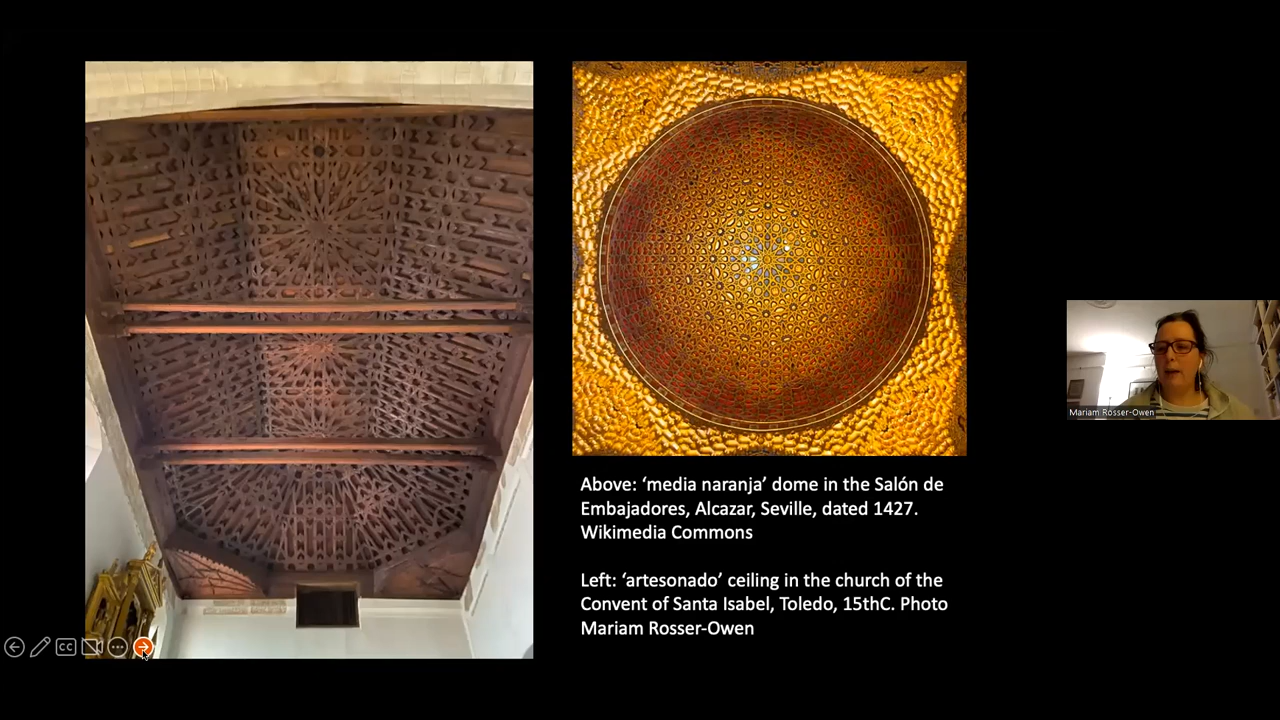 Above: ‘media naranja’ dome in the Salón de
Embajadores, Alcazar, Seville, dated 1427.
Wikimedia Commons
Left: ‘artesonado’ ceiling in the church of the
Convent of Santa Isabel, Toledo, 15thC. Photo
Mariam Rosser-Owen
Mariam Rosser-Owen
CC